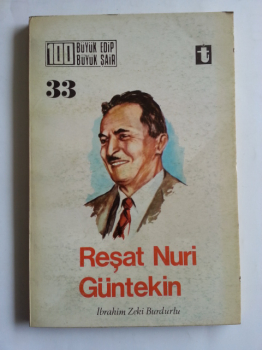 100 BÜYÜK EDİP
BÜYÜK ŞAİR
t
33
Reşat Nuri
Güntekin
İbrahim Zeki Burdurlu